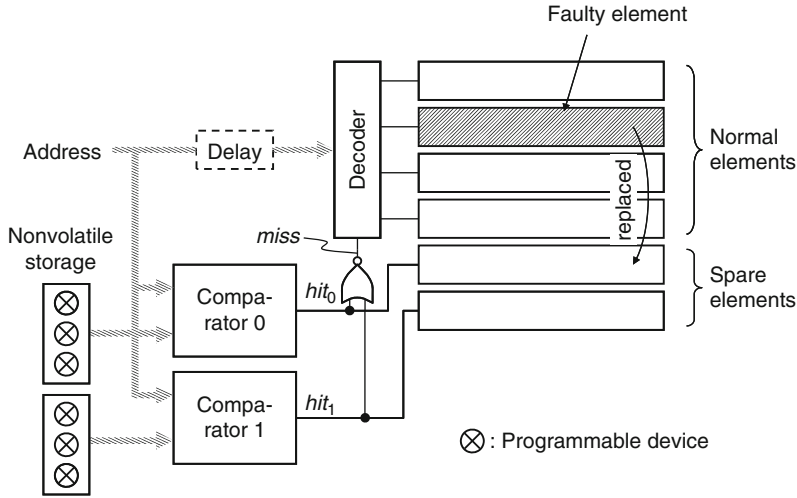 Faulty element
Address
Delay
Decoder
Normal
elements
replaced
Nonvolatile
storage
miss
Compa-
rator 0
hit0
Spare
elements
Compa-
rator 1
hit1
: Programmable device